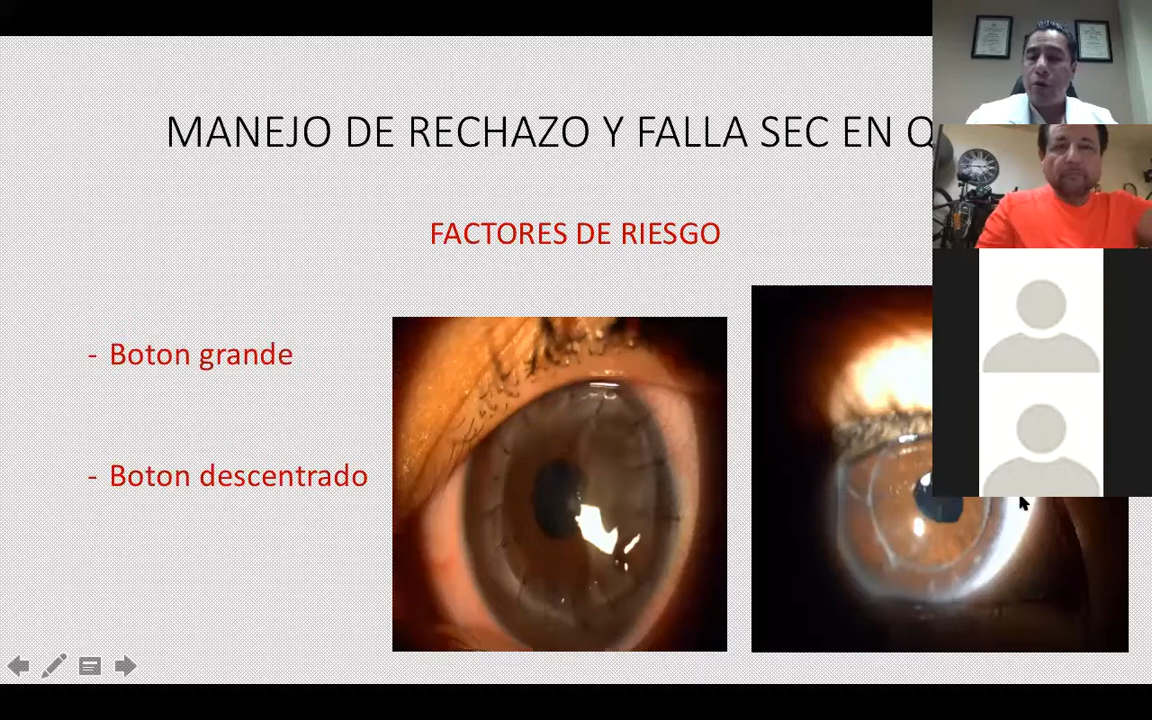 MANEJO DE RECHAZO Y FALLA SEC EN Q
FACTORES DE RIESGO
- Boton grande
- Boton descentrado